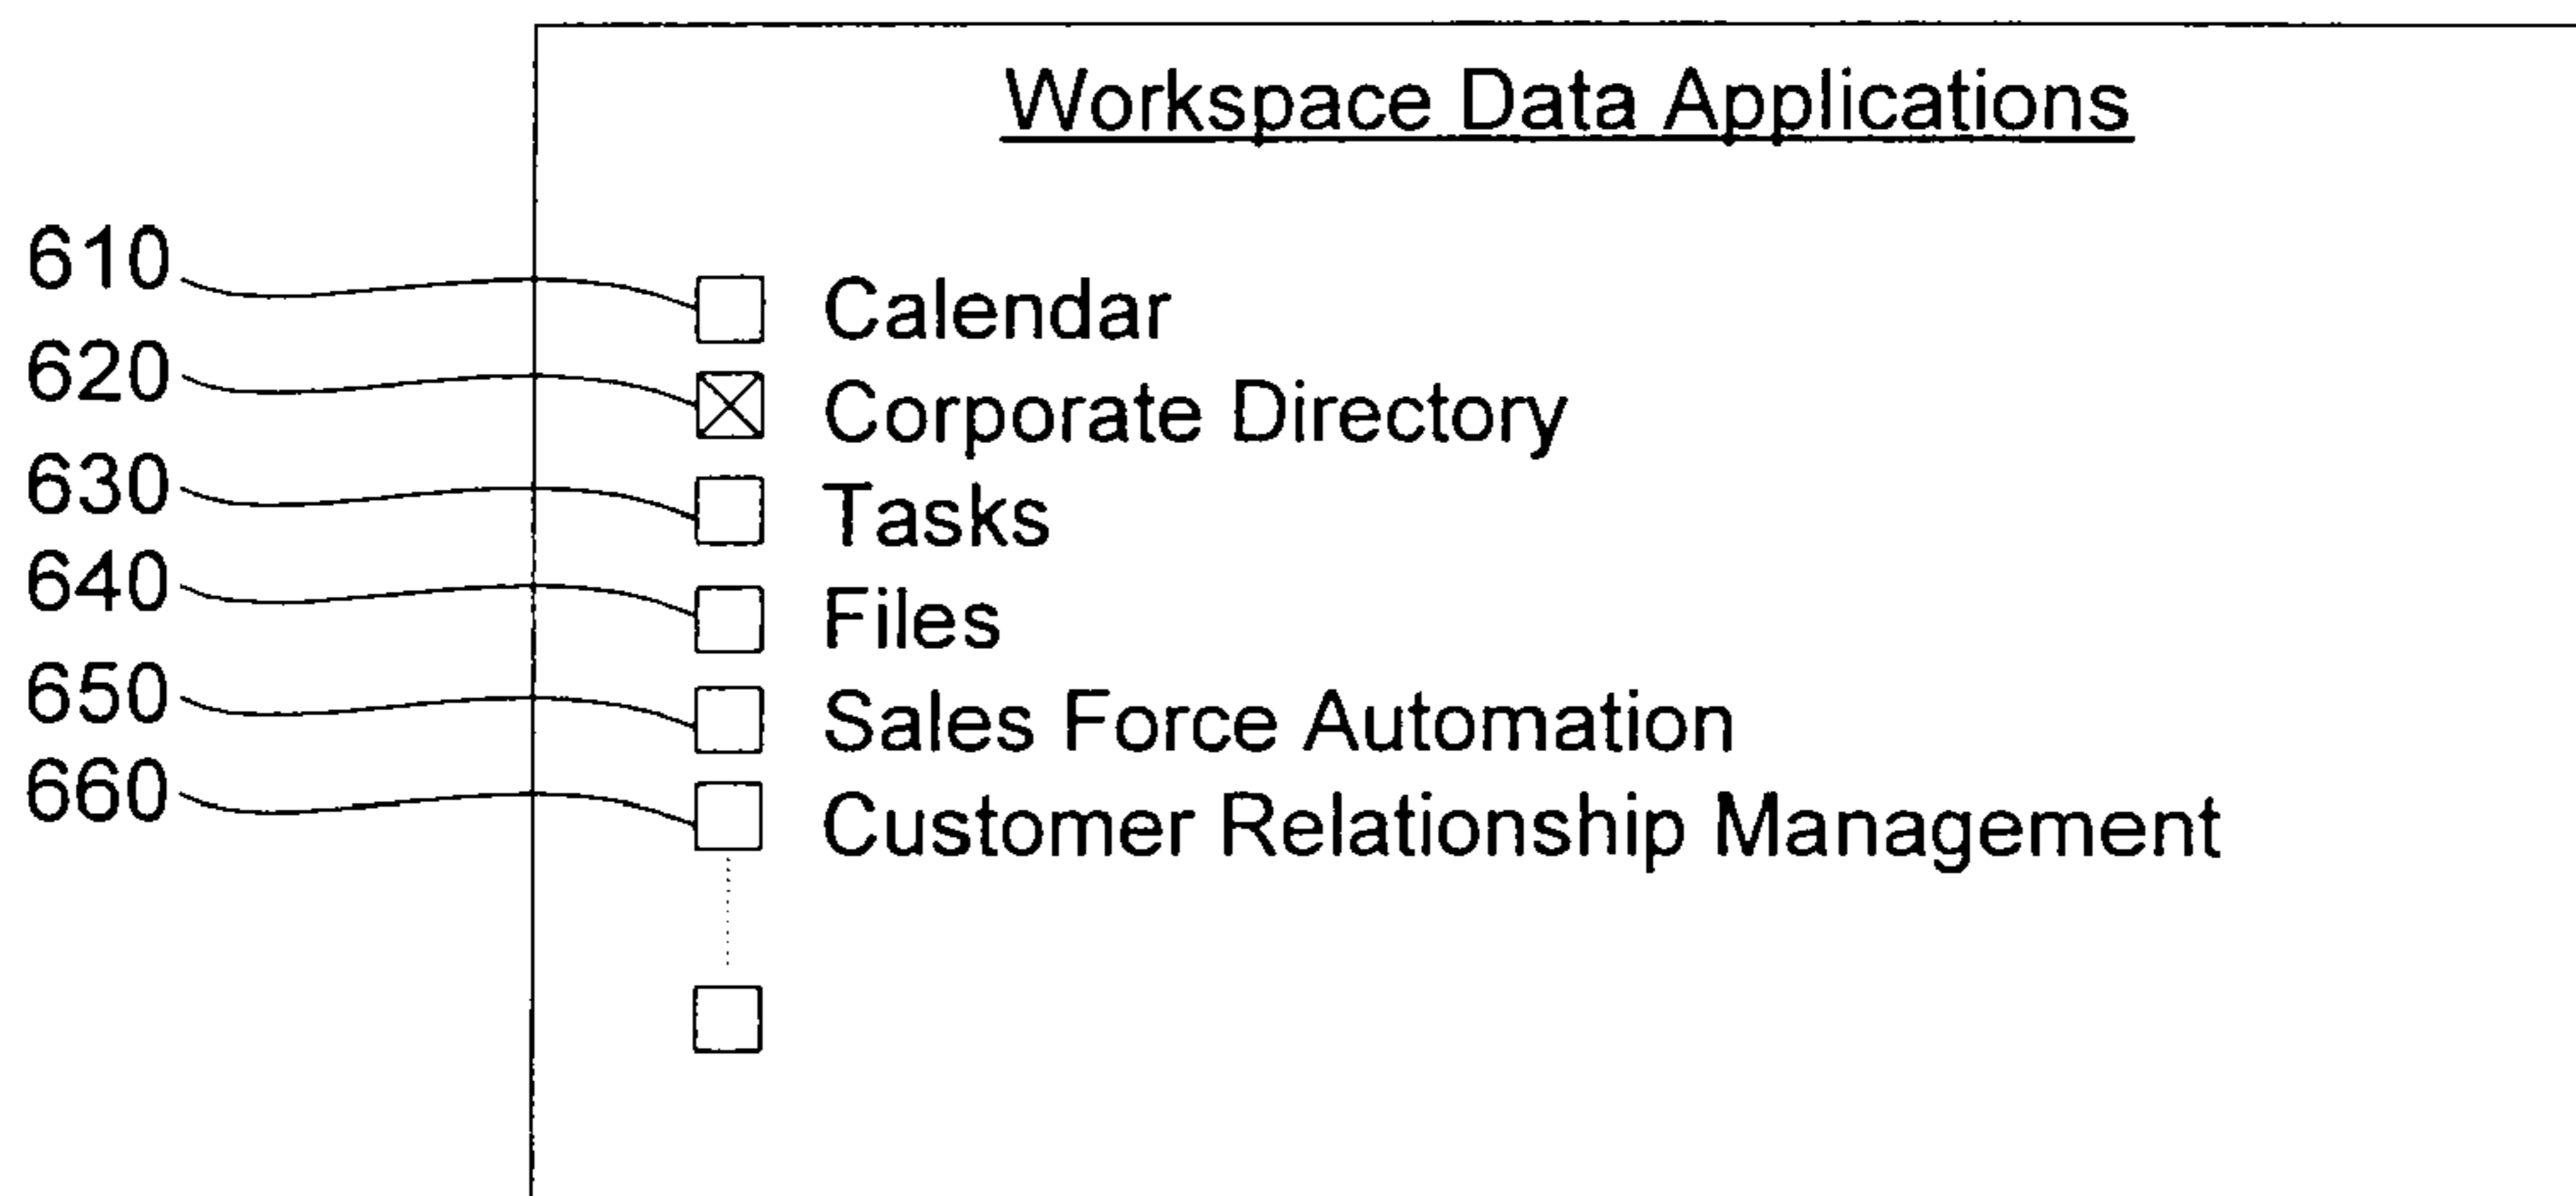 Workspace Data Applications
610 Calendar
620 Corporate Directory
630 Tasks
640 Files
650 Sales Force Automation
660 Customer Relationship Management